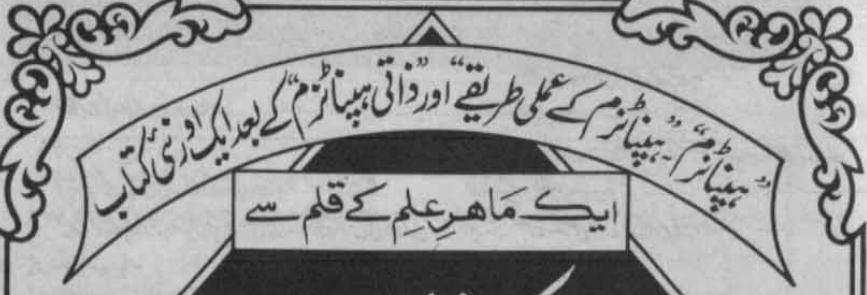 ”ہپناٹزم“۔ ”ہپناٹزم کے عملی طریقے“ اور ”ذاتی ہپناٹزم“ کے بعد ایک اور نئی کتاب
ایک ماہرِ علم کے قلم سے